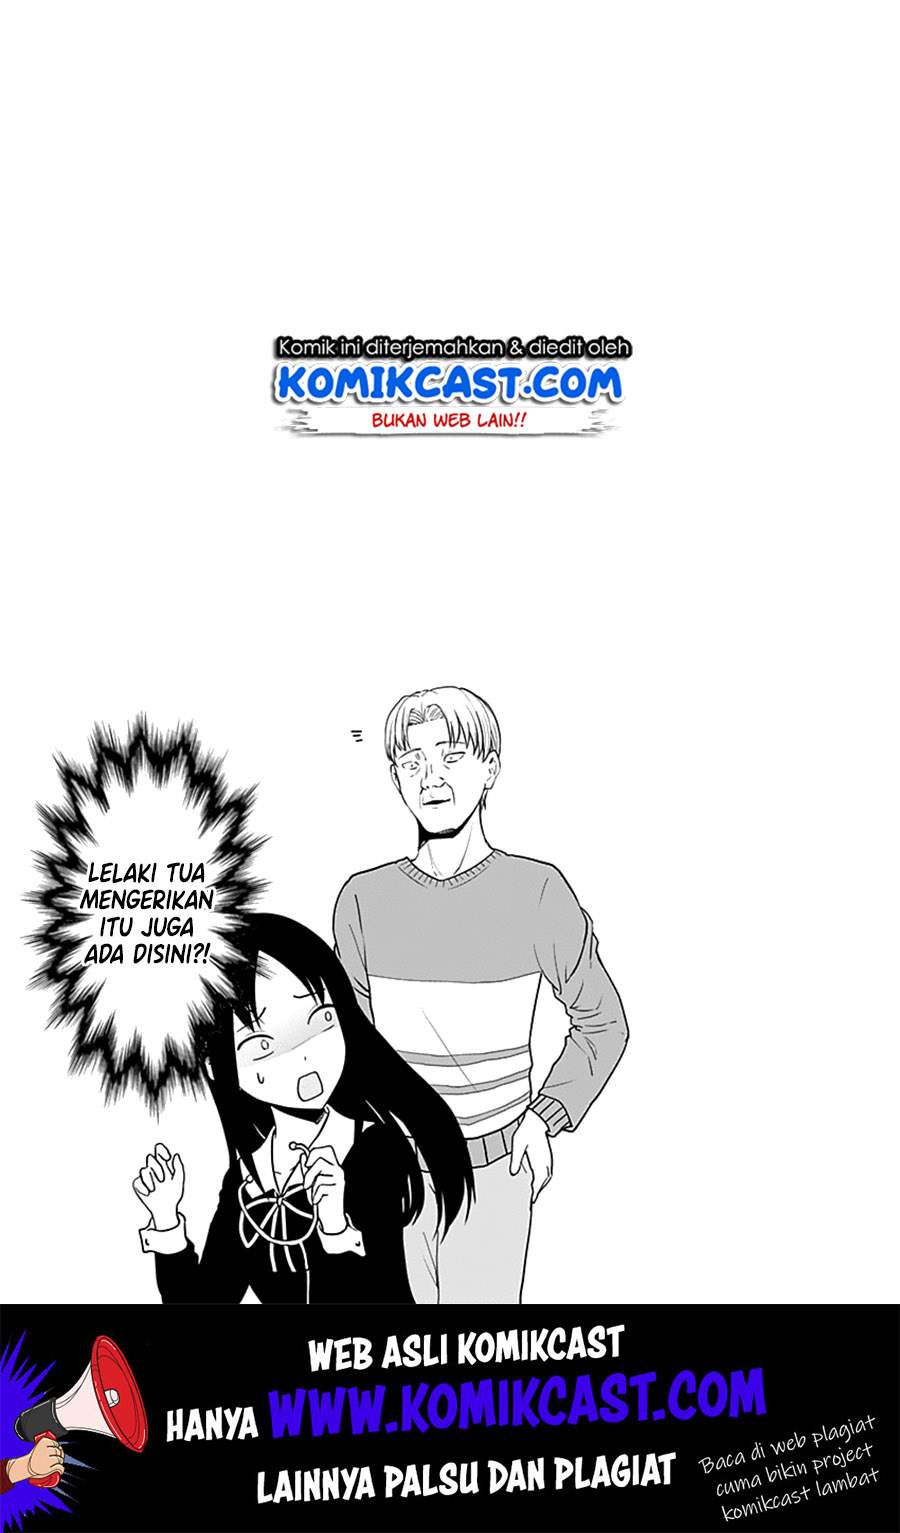 Komik ini diterjemahkan & diedit oleh
KOMIKCAST.COM
BUKAN WEB LAIN!!
LELAKI TUA
MENGERIKAN
ITU JUGA
ADA DISINI?!
WEB ASLI KOMIKCAST
HANYA WWW.KOMIKCAST.COM
LAINNYA PALSU DAN PLAGIAT
Baca di web plagiat
cuma bikin project
komikcast lambat